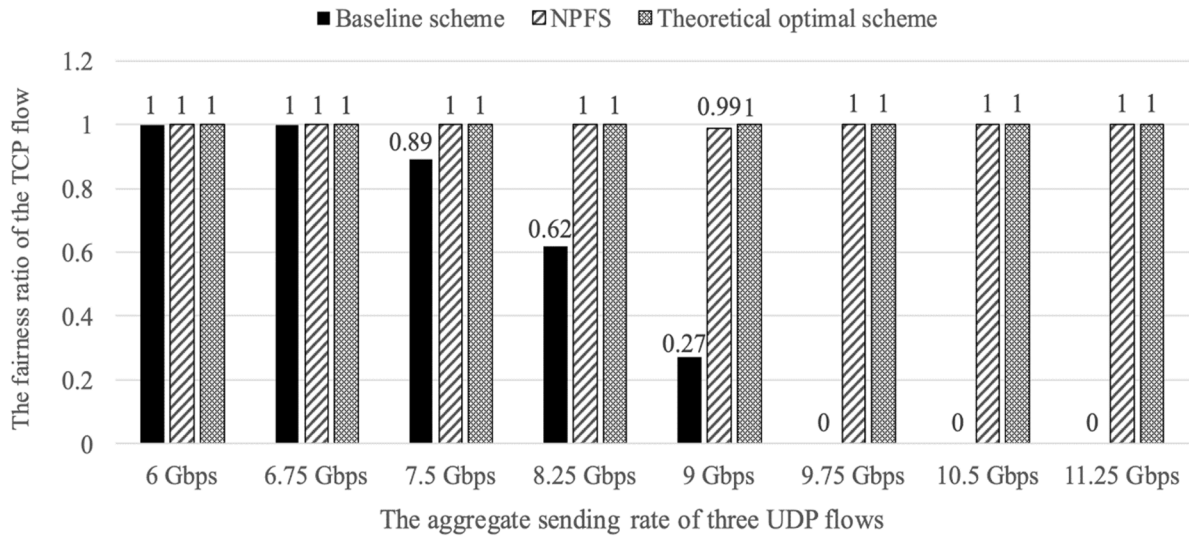 Baseline scheme NPFS Theoretical optimal scheme
The fairness ratio of the TCP flow
1.2
1
0.8
0.6
0.4
0.2
0
1 1 1
1 1 1
0.89 1 1
0.62 1 1
0.27 0.99 1
0 1 1
0 1 1
0 1 1
6 Gbps 6.75 Gbps 7.5 Gbps 8.25 Gbps 9 Gbps 9.75 Gbps 10.5 Gbps 11.25 Gbps
The aggregate sending rate of three UDP flows